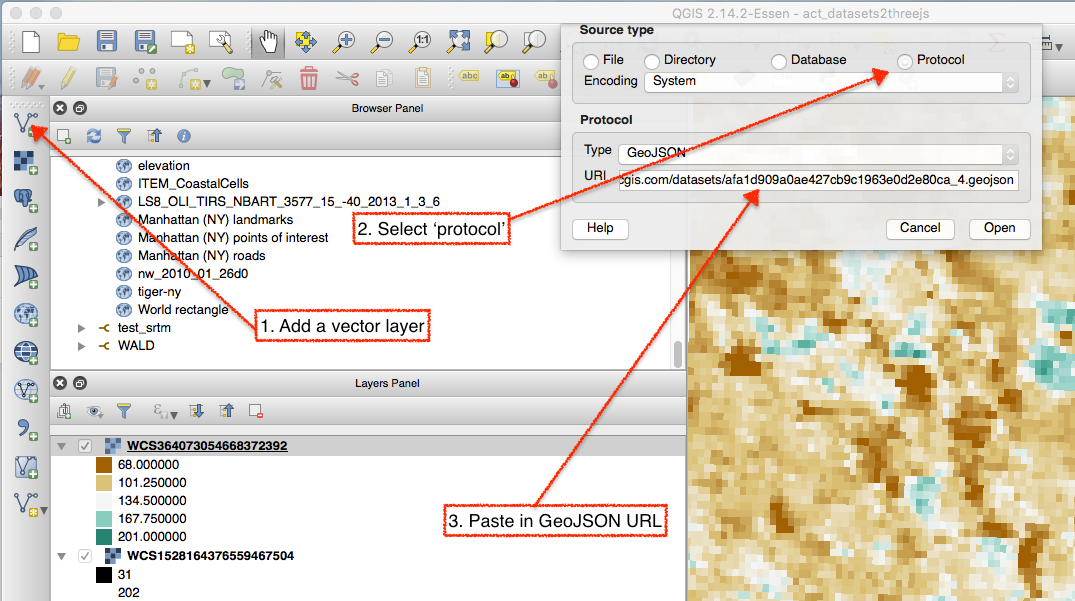 QGIS 2.14.2-Essen - act_datasets2threejs
Source type
File
Directory
Database
Protocol
Encoding
System
Protocol
Type
GeoJSON
URI
cgis.com/datasets/afa1d909a0ae427cb9c1963e0d2e80ca_4.geojson
Help
Cancel
Open
abc
ab
ab
Browser Panel
elevation
ITEM_CoastalCells
LS8_OLI_TIRS_NBART_3577_15_-40_2013_1_3_6
Manhattan (NY) landmarks
Manhattan (NY) points of interest
Manhattan (NY) roads
nw_2010_01_26d0
tiger-ny
World rectangle
test_srtm
WALD
2. Select ‘protocol’
1. Add a vector layer
Layers Panel
WCS364073054668372392
68.000000
101.250000
134.500000
167.750000
201.000000
3. Paste in GeoJSON URL
WCS1528164376559467504
31
202